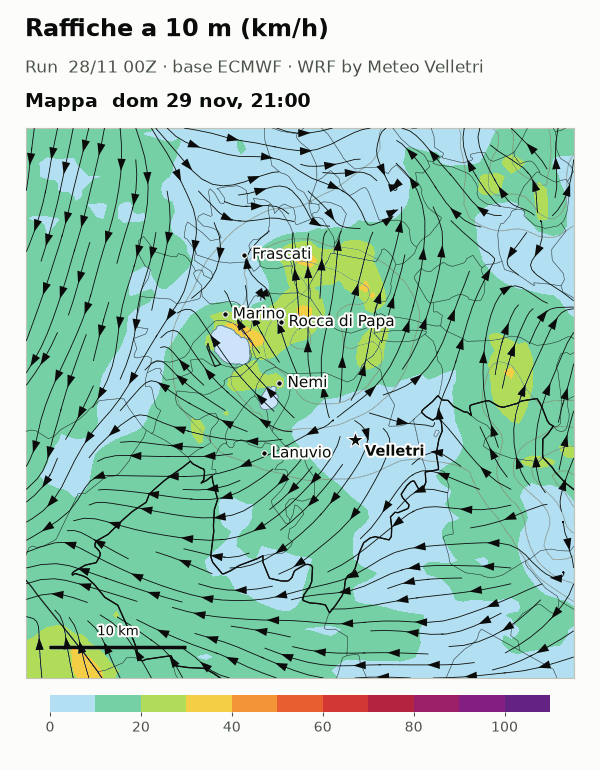 Raffiche a 10 m (km/h)
Run  28/11 00Z · base ECMWF · WRF by Meteo Velletri
Mappa  dom 29 nov, 21:00
Frascati
Marino
Rocca di Papa
Nemi
Velletri
Lanuvio
10 km
0 20 40 60 80 100